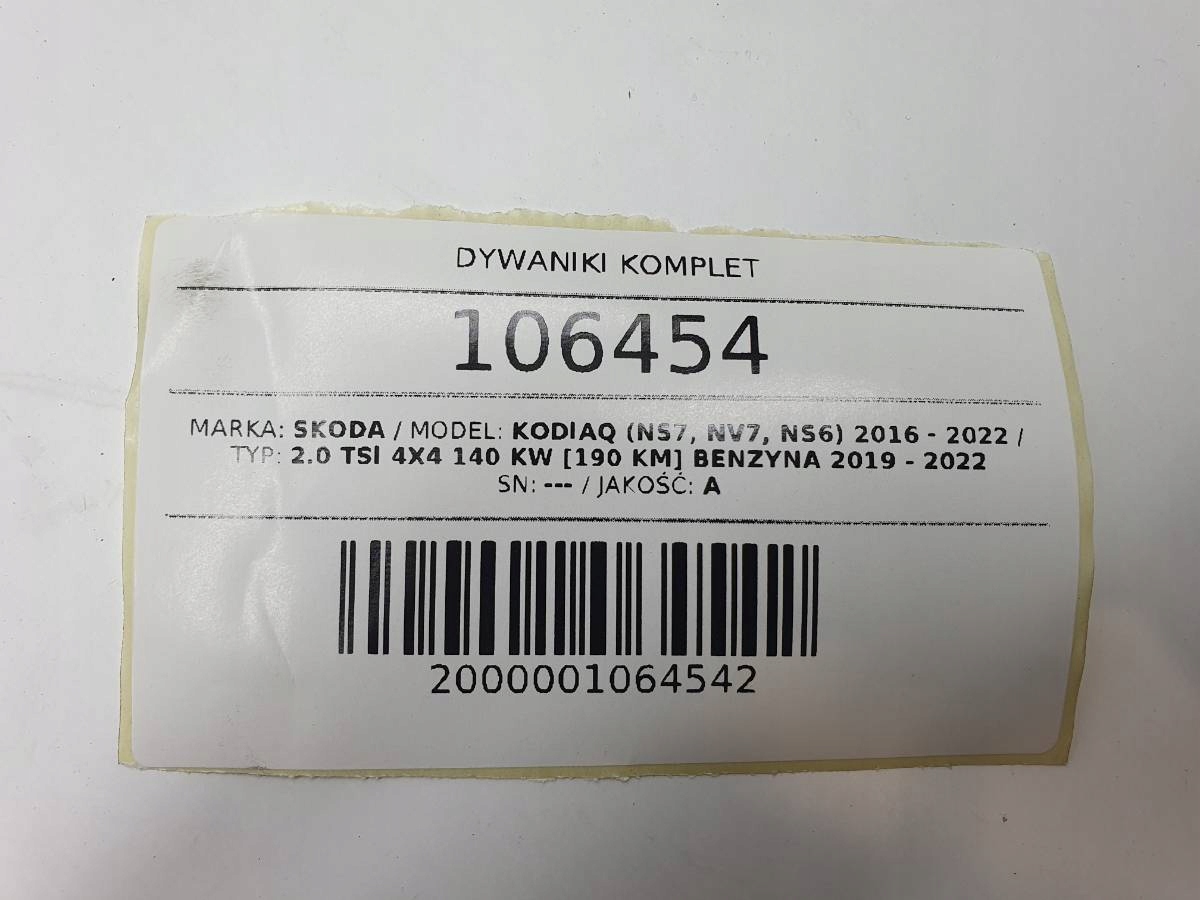 DYWANIKI KOMPLET
106454
MARKA: SKODA / MODEL: KODIAQ (NS7, NV7, NS6) 2016 - 2022 /
TYP: 2.0 TSI 4X4 140 KW [190 KM] BENZYNA 2019 - 2022
SN: --- / JAKOŚĆ: A
2000001064542